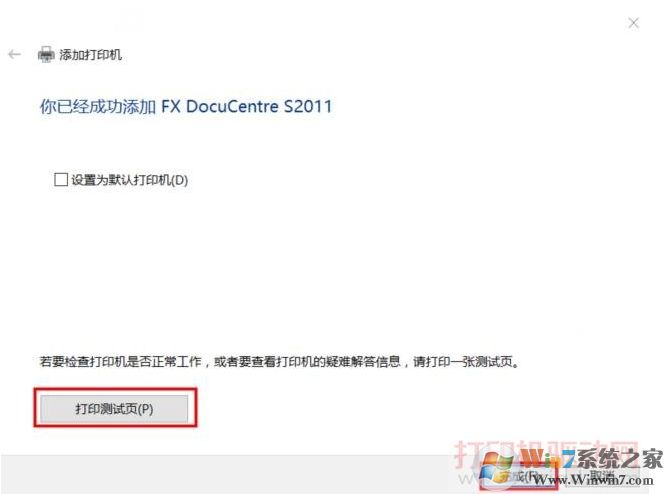 添加打印机
你已经成功添加 FX DocuCentre S2011
设置为默认打印机(D)
若要检查打印机是否正常工作，或者要查看打印机的疑难解答信息，请打印一张测试页。
打印测试页(P)
打印机驱动网
Win7系统之家
取消
Www.Winwin7.com